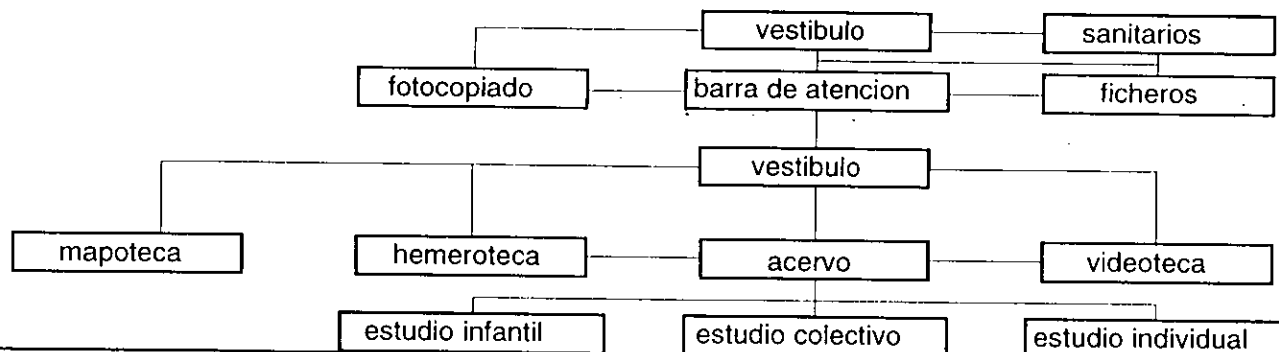 vestibulo
sanitarios
fotocopiado
barra de atencion
ficheros
vestibulo
mapoteca
hemeroteca
acervo
videoteca
estudio infantil
estudio colectivo
estudio individual